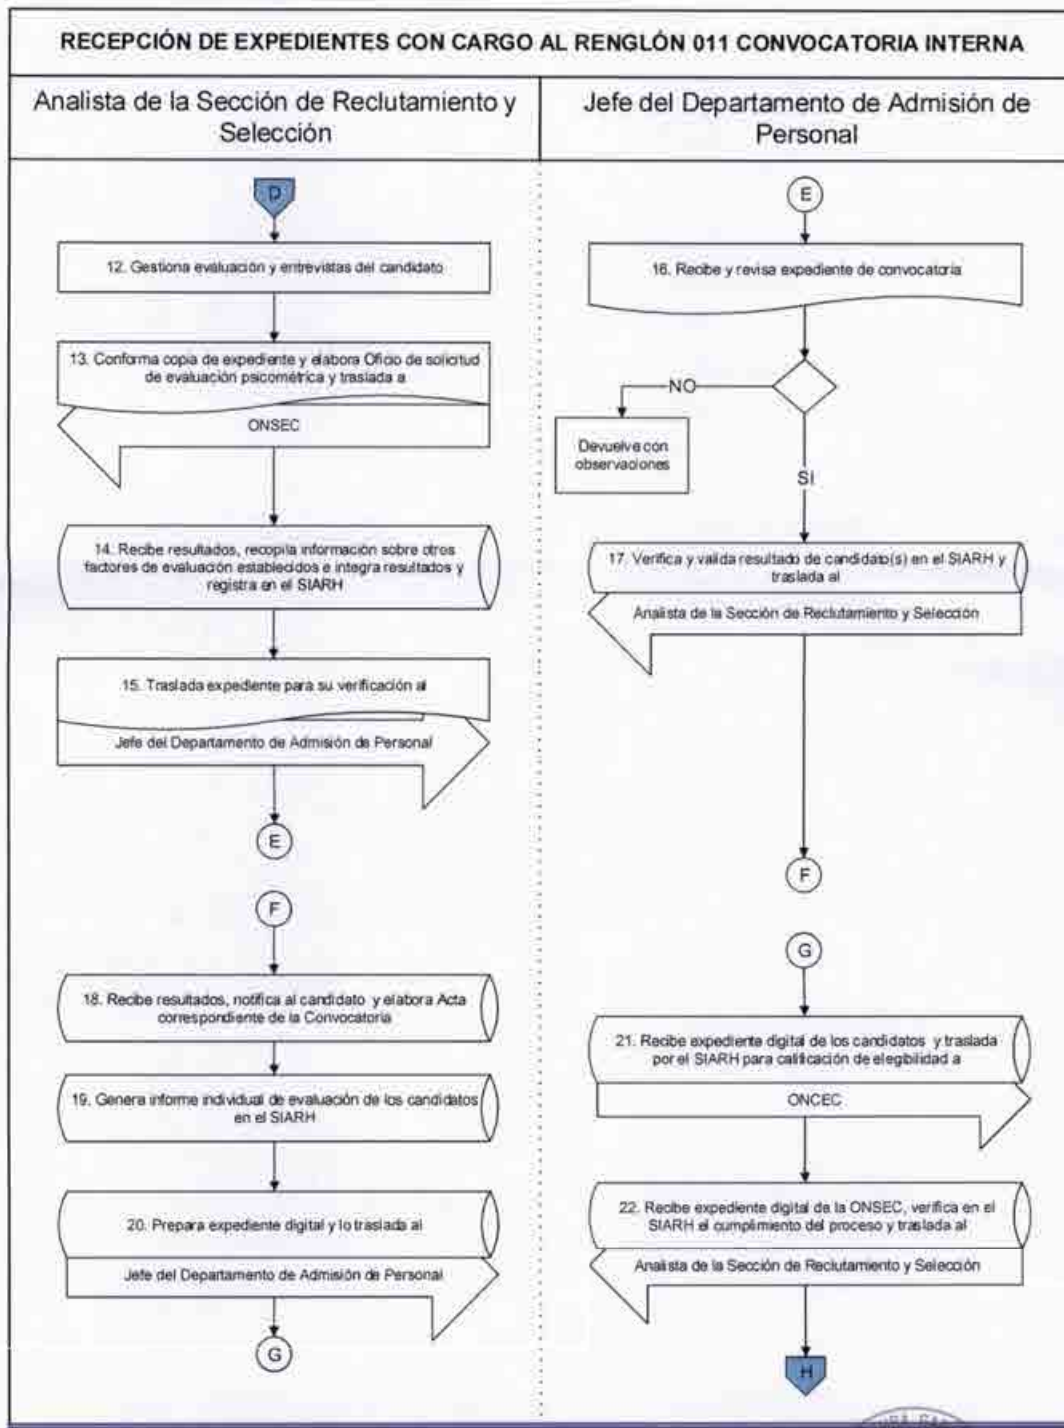 RECEPCIÓN DE EXPEDIENTES CON CARGO AL RENGLÓN 011 CONVOCATORIA INTERNA
Analista de la Sección de Reclutamiento y
Selección
D
12. Gestiona evaluación y entrevistas del candidato
13. Conforma copia de expediente y elabora Oficio de solicitud
de evaluación psicométrica y traslada a
ONSEC
14. Recibe resultados, recopila información sobre otros
factores de evaluación establecidos e integra resultados y
registra en el SIARH
15. Traslada expediente para su verificación al
Jefe del Departamento de Admisión de Personal
E
F
18. Recibe resultados, notifica al candidato y elabora Acta
correspondiente de la Convocatoria
19. Genera informe individual de evaluación de los candidatos
en el SIARH
20. Prepara expediente digital y lo traslada al
Jefe del Departamento de Admisión de Personal
G
Jefe del Departamento de Admisión de
Personal
E
16. Recibe y revisa expediente de convocatoria
NO
Devuelve con
observaciones
SI
17. Verifica y valida resultado de candidato(s) en el SIARH y
traslada al
Analista de la Sección de Reclutamiento y Selección
F
G
21. Recibe expediente digital de los candidatos y traslada
por el SIARH para calificación de elegibilidad a
ONCEC
22. Recibe expediente digital de la ONSEC, verifica en el
SIARH el cumplimiento del proceso y traslada al
Analista de la Sección de Reclutamiento y Selección
H